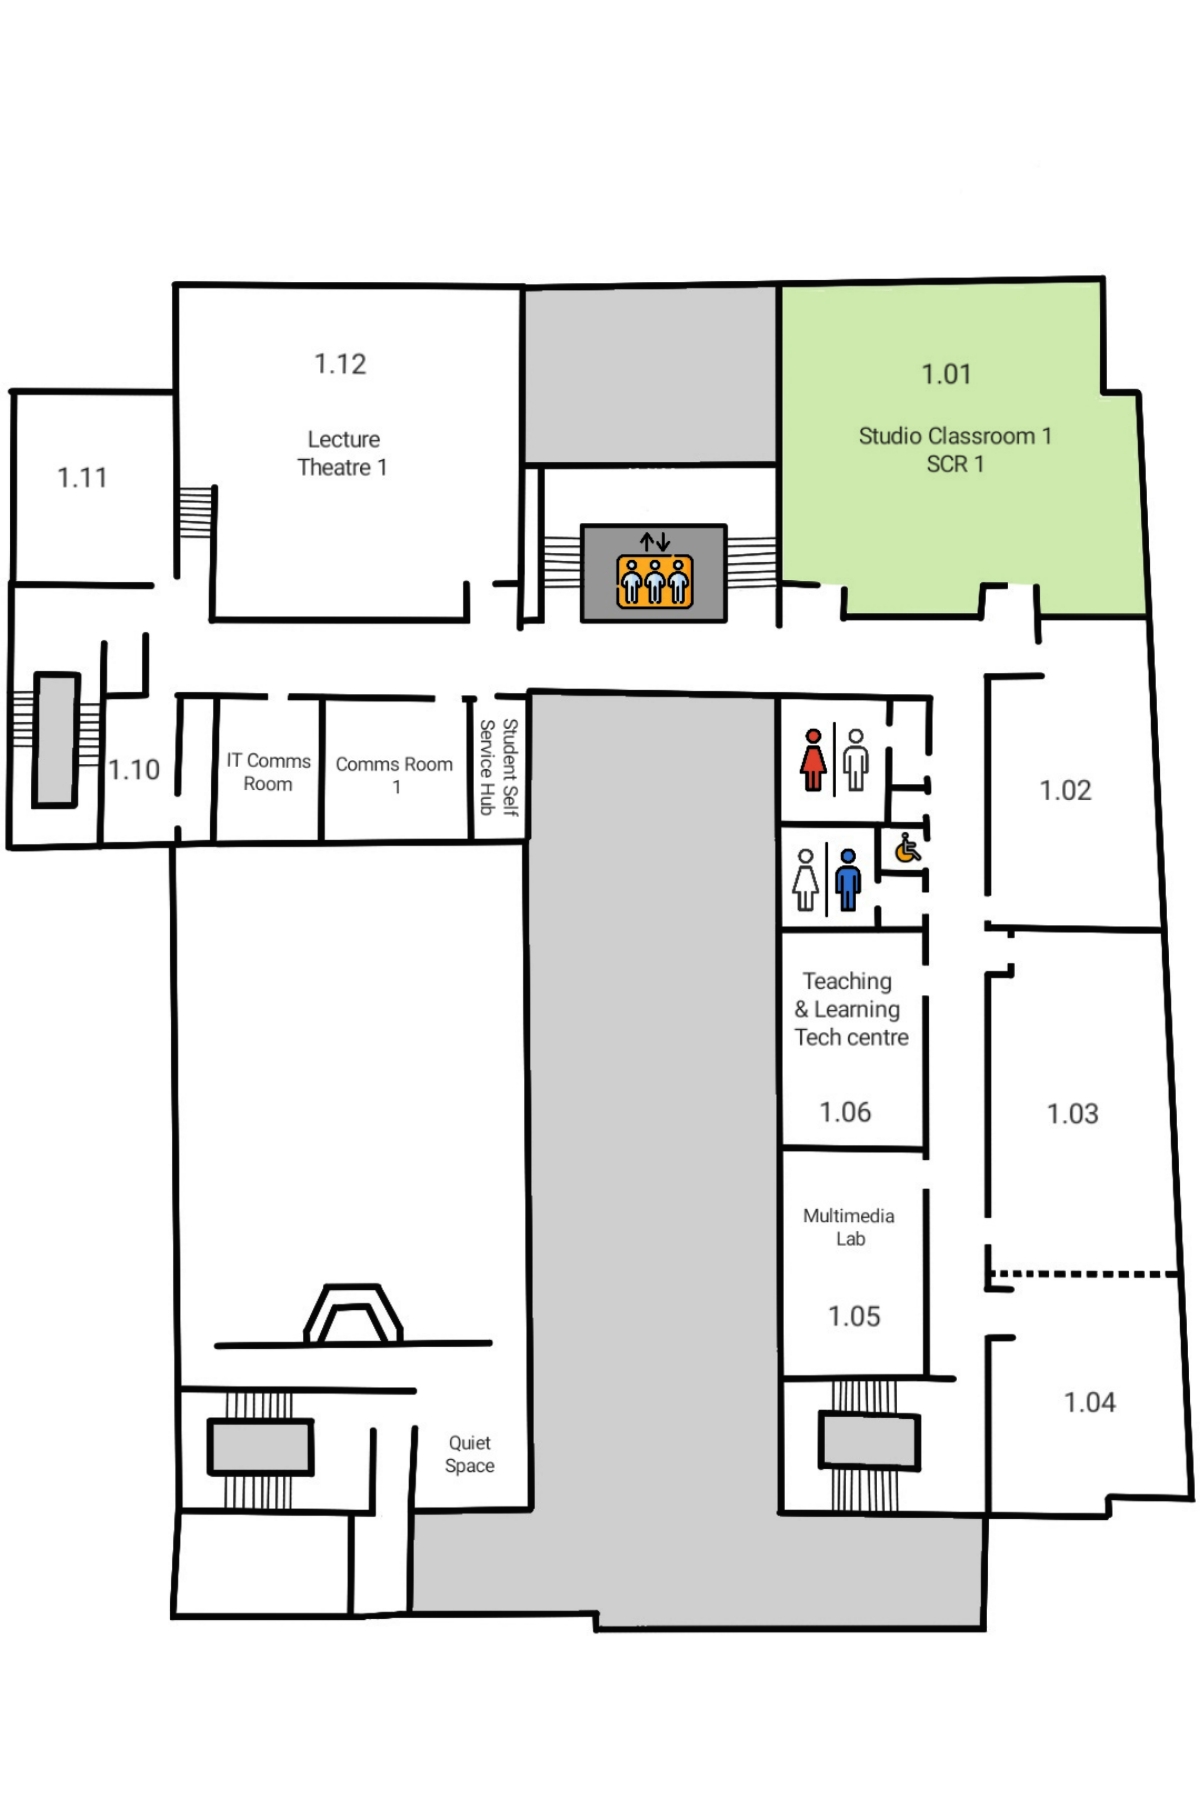 1.12
Lecture
Theatre 1
1.01
Studio Classroom 1
SCR 1
1.11
1.10
IT Comms
Room
Comms Room
1
Student Self
Service Hub
1.02
Teaching
& Learning
Tech centre
1.06
1.03
Multimedia
Lab
1.05
1.04
Quiet
Space